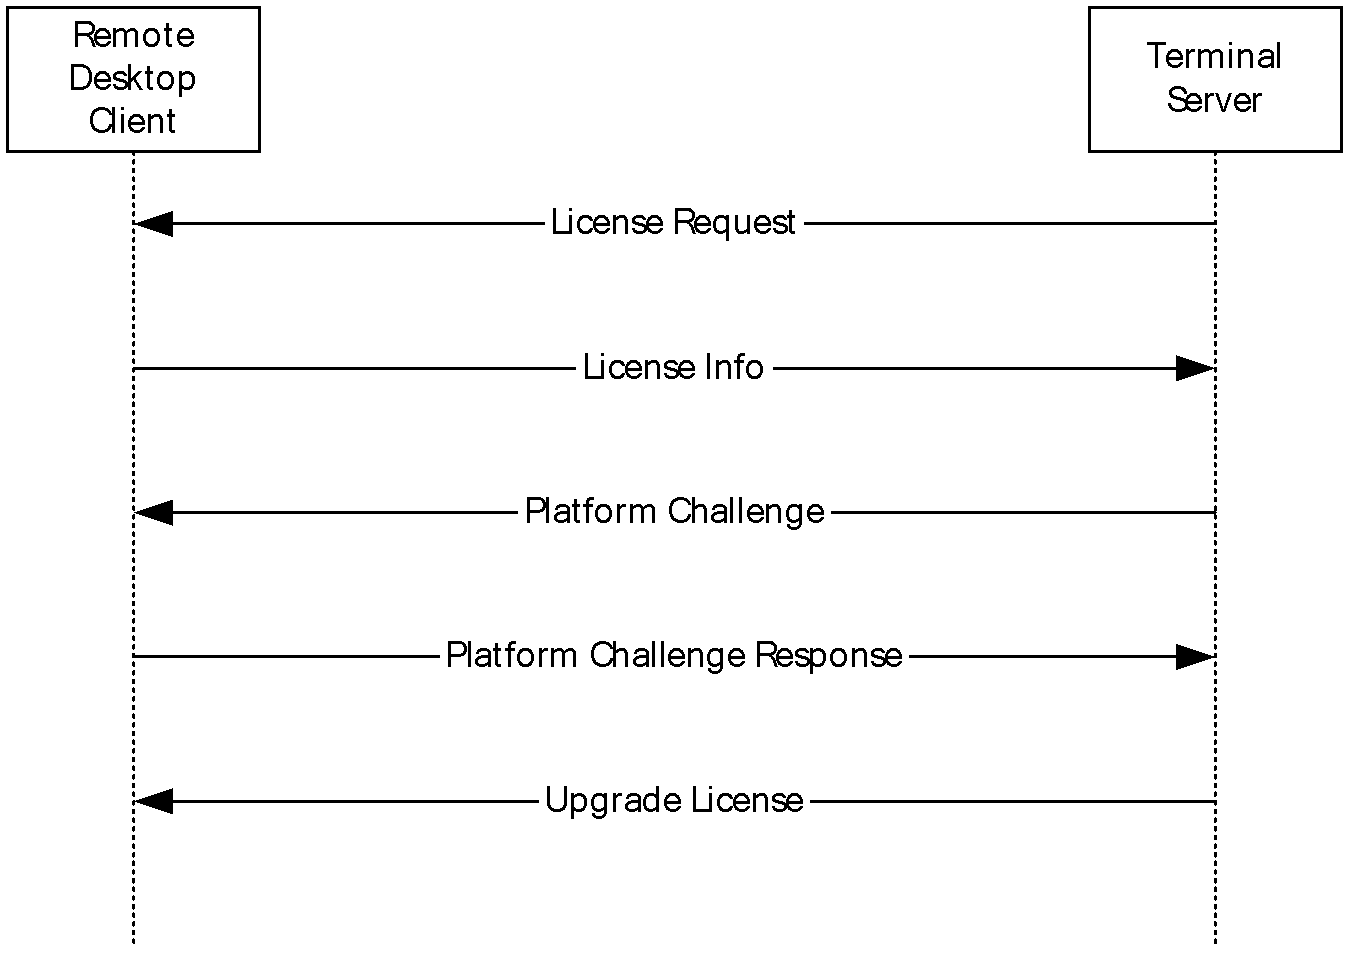 Remote
Desktop
Client
Terminal
Server
License Request
License Info
Platform Challenge
Platform Challenge Response
Upgrade License